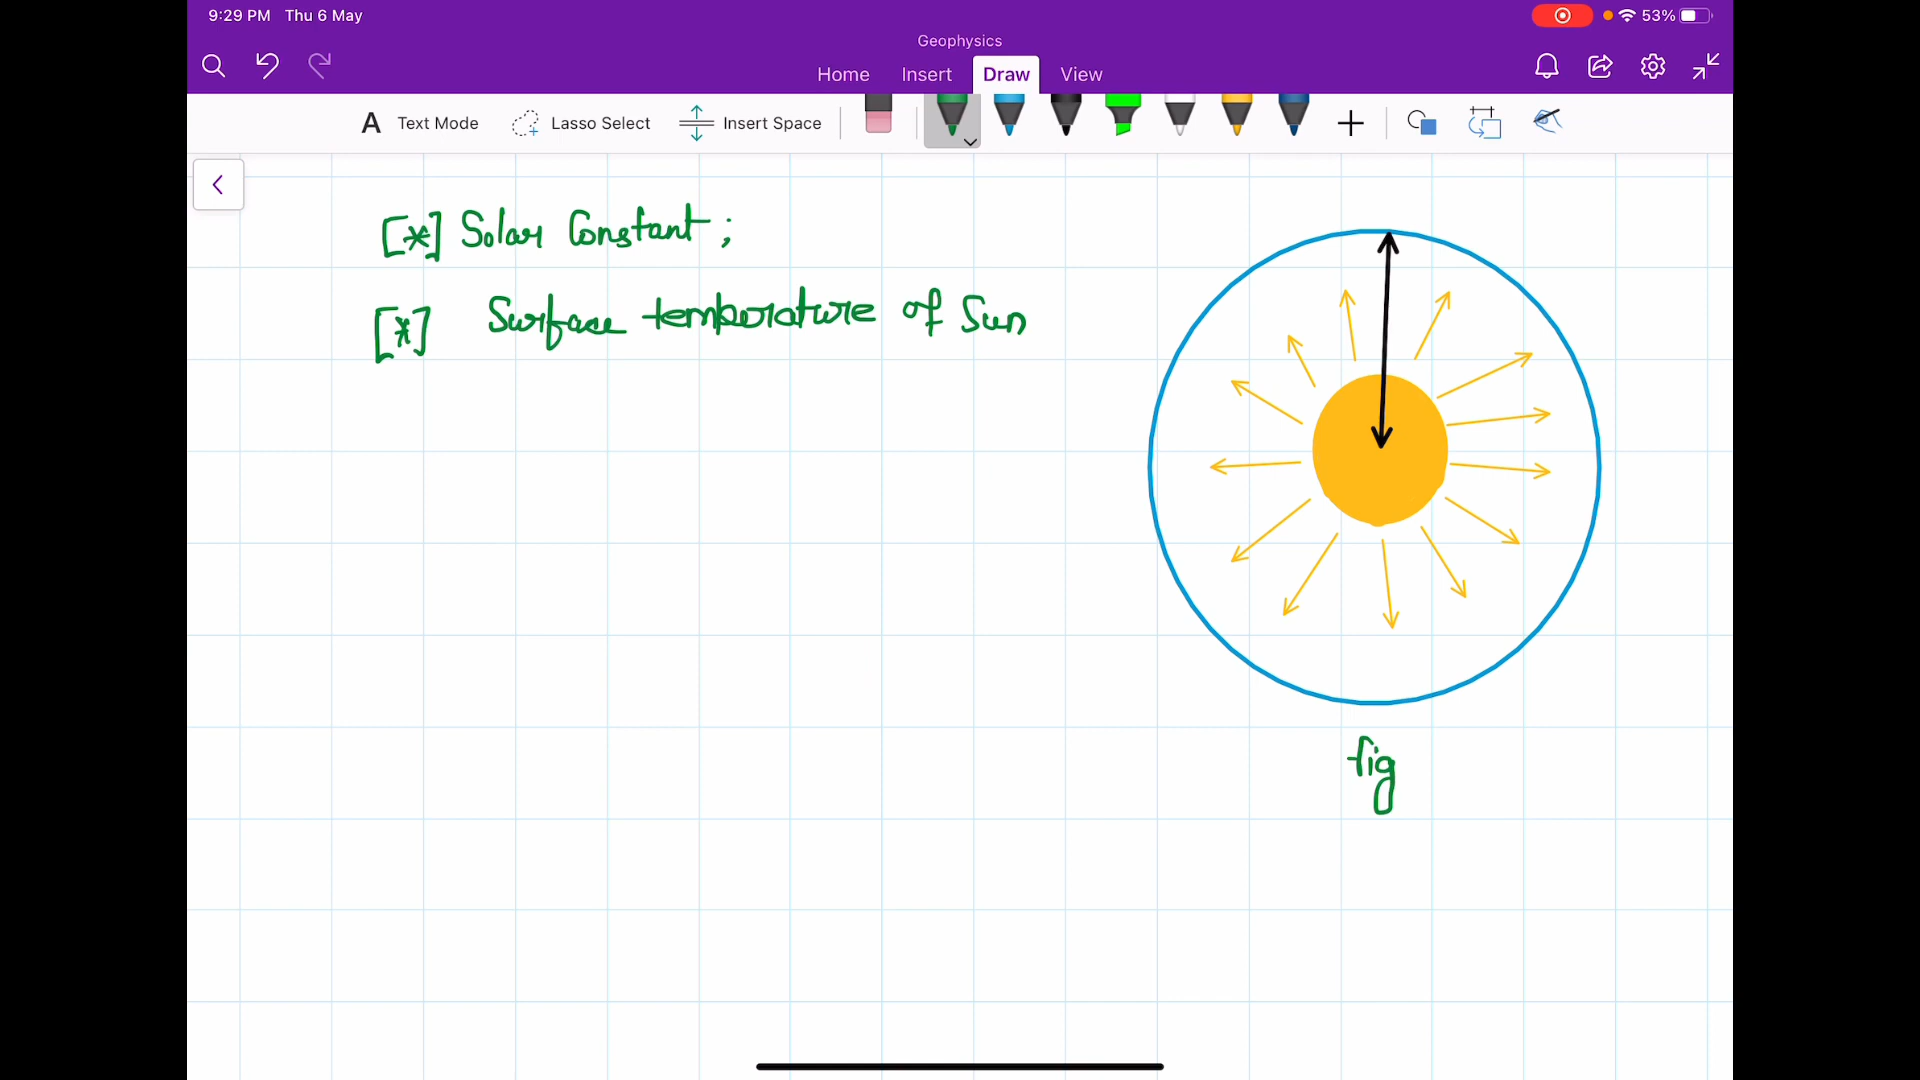 9:29 PM Thu 6 May
53%
Geophysics
Home Insert Draw View
A Text Mode Lasso Select Insert Space
[*] Solar Constant ;
[*] Surface temperature of Sun
fig